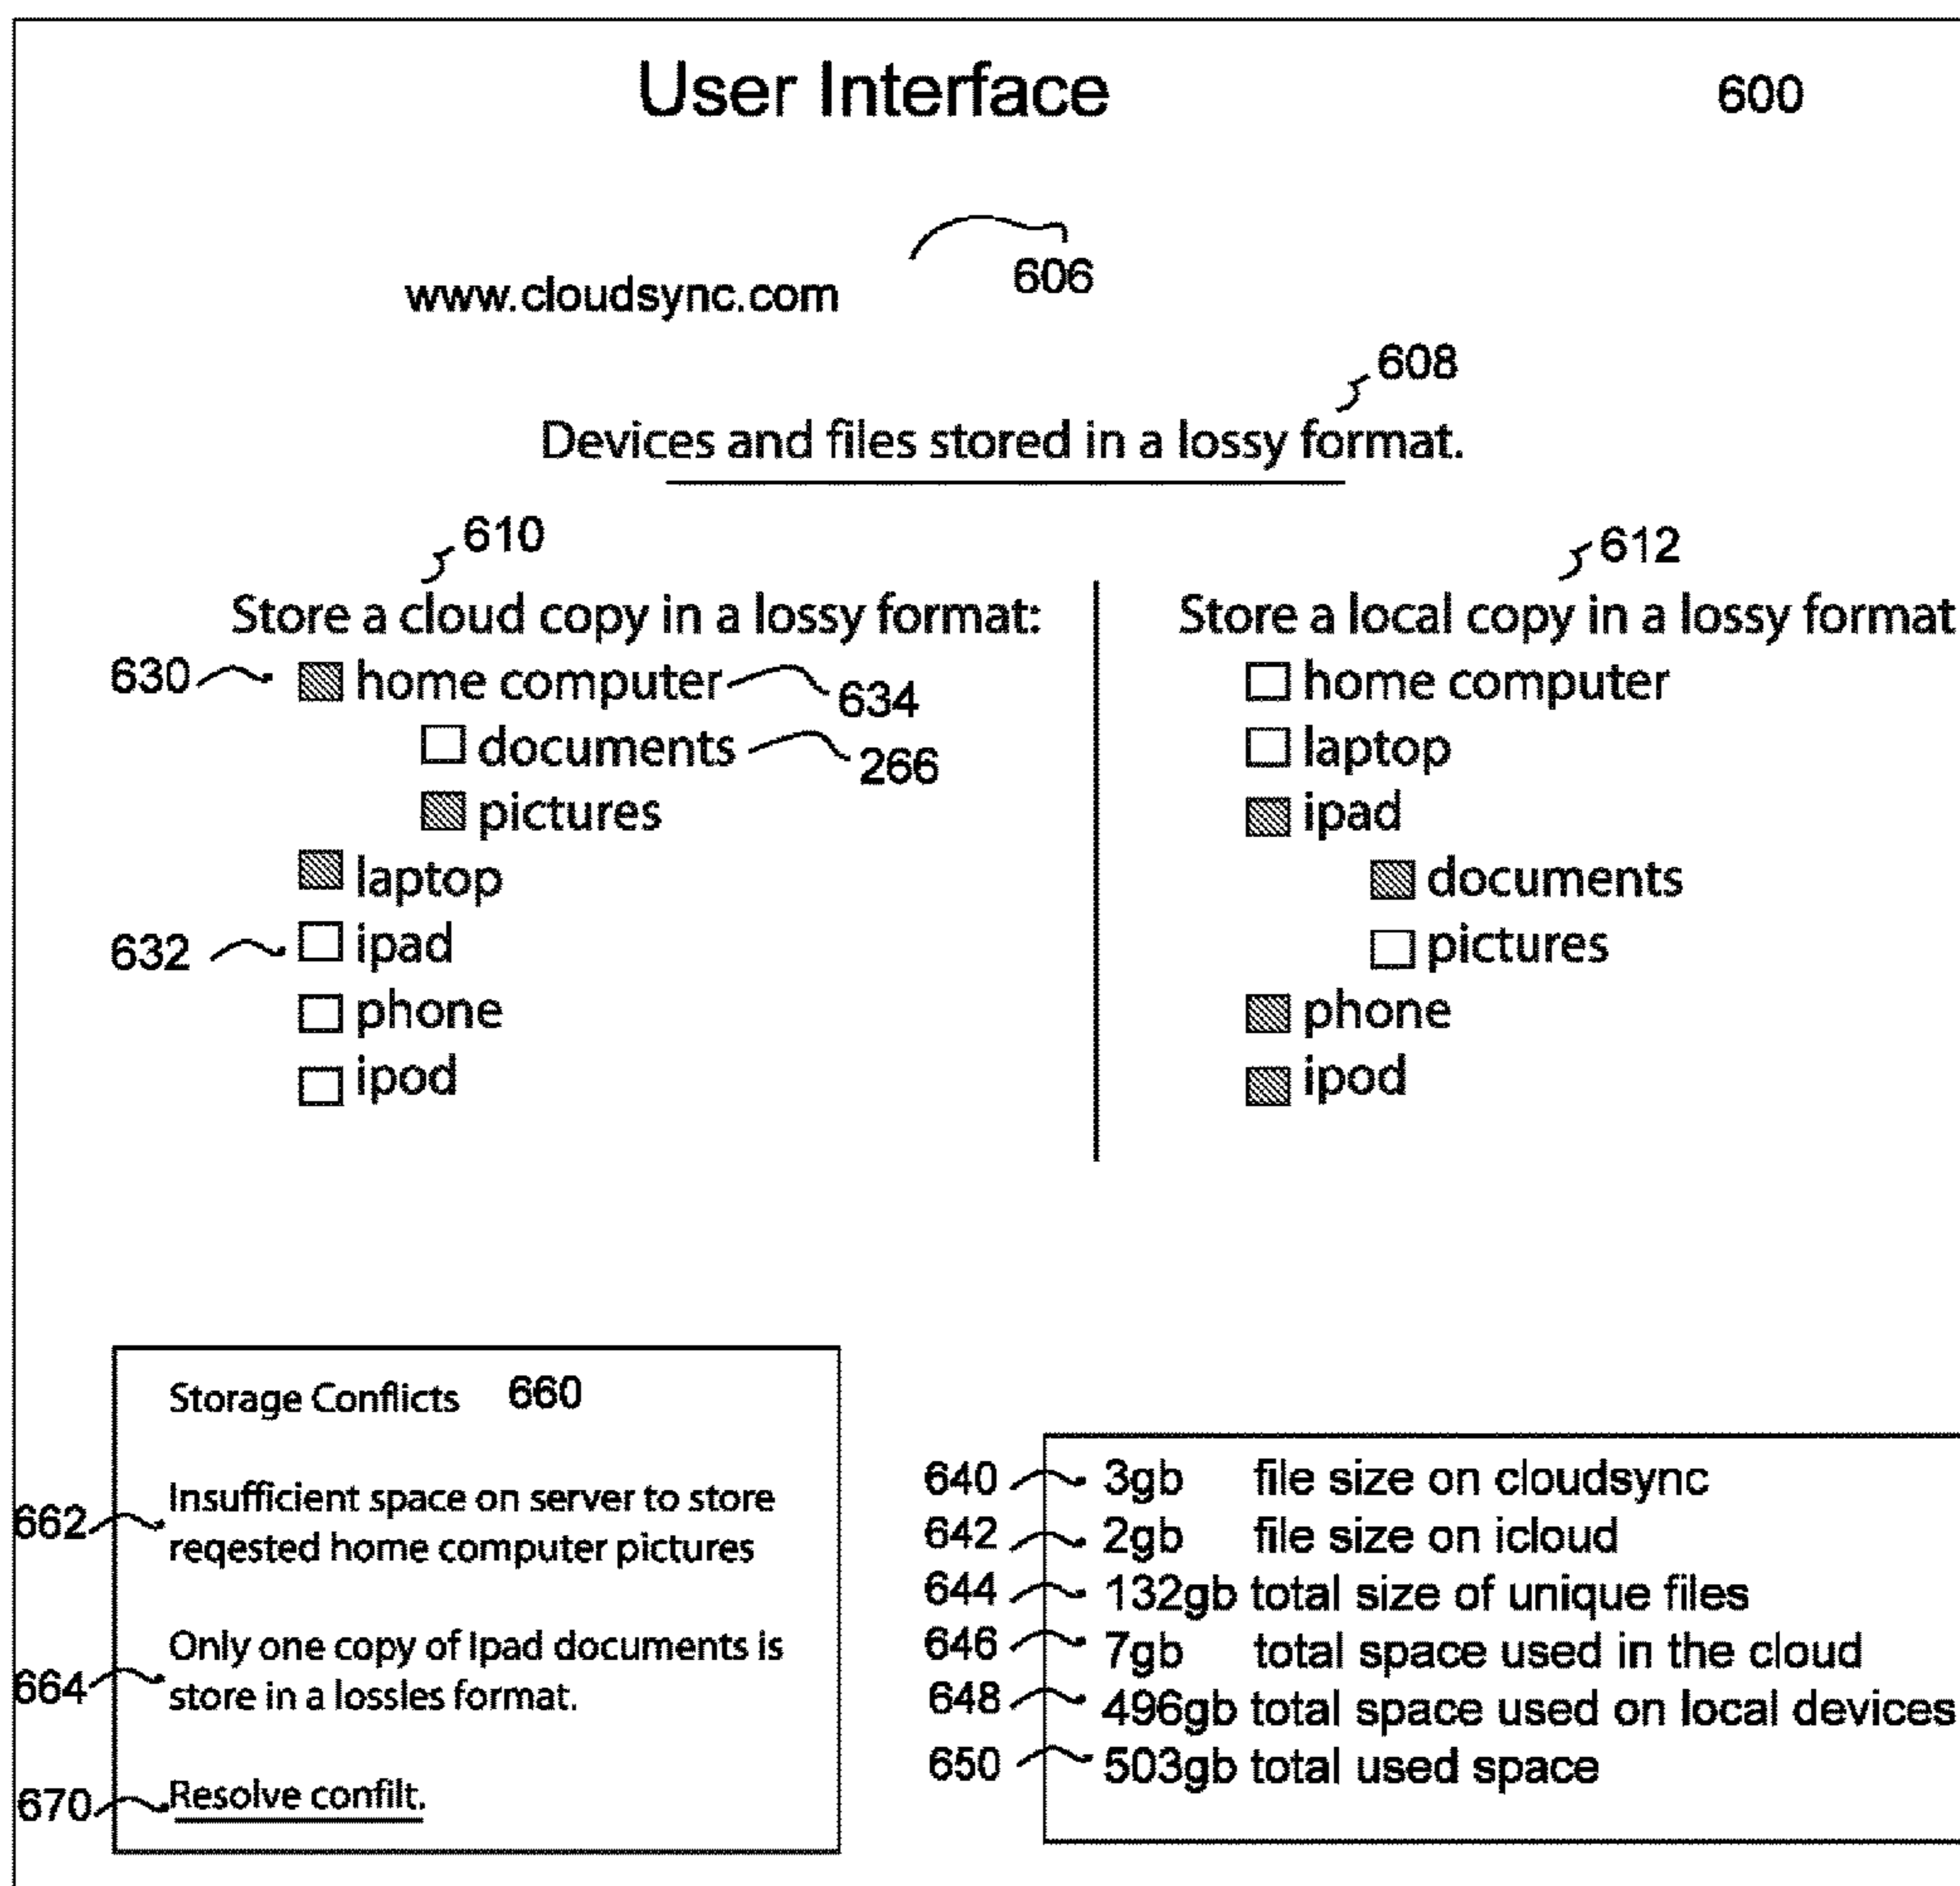 User Interface 600
606
www.cloudsync.com
608
Devices and files stored in a lossy format.
610
Store a cloud copy in a lossy format:
630 home computer 634
documents 266
pictures
laptop
632 ipad
phone
ipod
612
Store a local copy in a lossy format
home computer
laptop
ipad
documents
pictures
phone
ipod
Storage Conflicts 660
662 Insufficient space on server to store
reqested home computer pictures
664 Only one copy of Ipad documents is
store in a lossles format.
670 Resolve confilt.
640 3gb file size on cloudsync
642 2gb file size on icloud
644 132gb total size of unique files
646 7gb total space used in the cloud
648 496gb total space used on local devices
650 503gb total used space